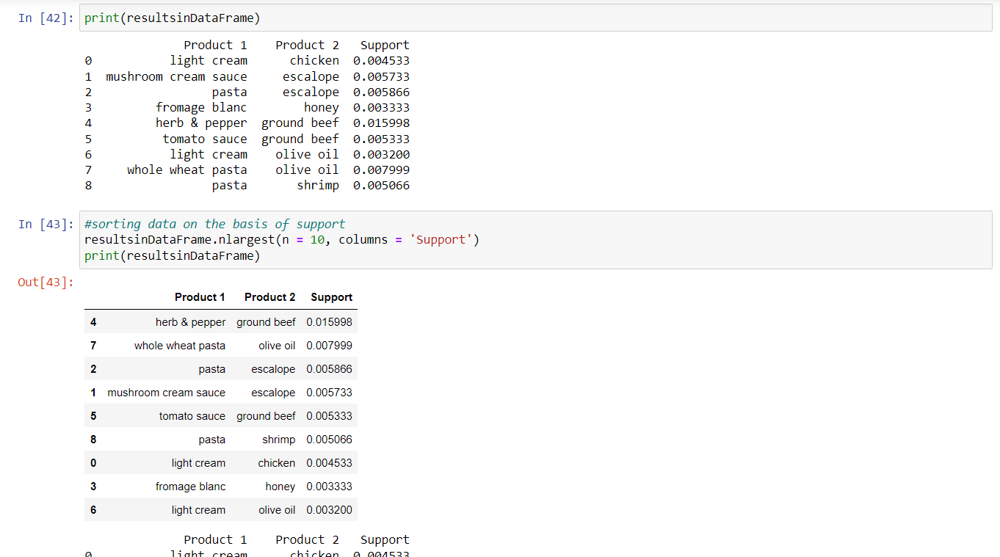 In [42]: print(resultsinDataFrame)
Product 1 Product 2 Support
0 light cream chicken 0.004533
1 mushroom cream sauce escalope 0.005733
2 pasta escalope 0.005866
3 fromage blanc honey 0.003333
4 herb & pepper ground beef 0.015998
5 tomato sauce ground beef 0.005333
6 light cream olive oil 0.003200
7 whole wheat pasta olive oil 0.007999
8 pasta shrimp 0.005066
In [43]: #sorting data on the basis of support
resultsinDataFrame.nlargest(n = 10, columns = 'Support')
print(resultsinDataFrame)
Out[43]:
Product 1 Product 2 Support
4 herb & pepper ground beef 0.015998
7 whole wheat pasta olive oil 0.007999
2 pasta escalope 0.005866
1 mushroom cream sauce escalope 0.005733
5 tomato sauce ground beef 0.005333
8 pasta shrimp 0.005066
0 light cream chicken 0.004533
3 fromage blanc honey 0.003333
6 light cream olive oil 0.003200
Product 1 Product 2 Support
0 light cream chicken 0.004533